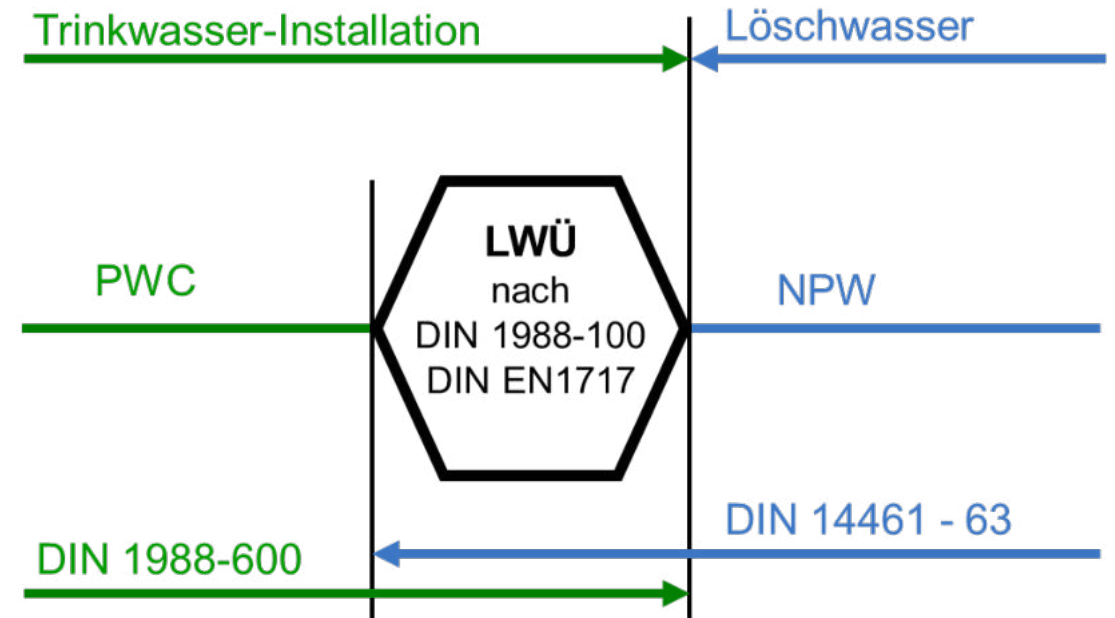 Trinkwasser-Installation
Löschwasser
PWC
LWÜ
nach
DIN 1988-100
DIN EN1717
NPW
DIN 14461 - 63
DIN 1988-600